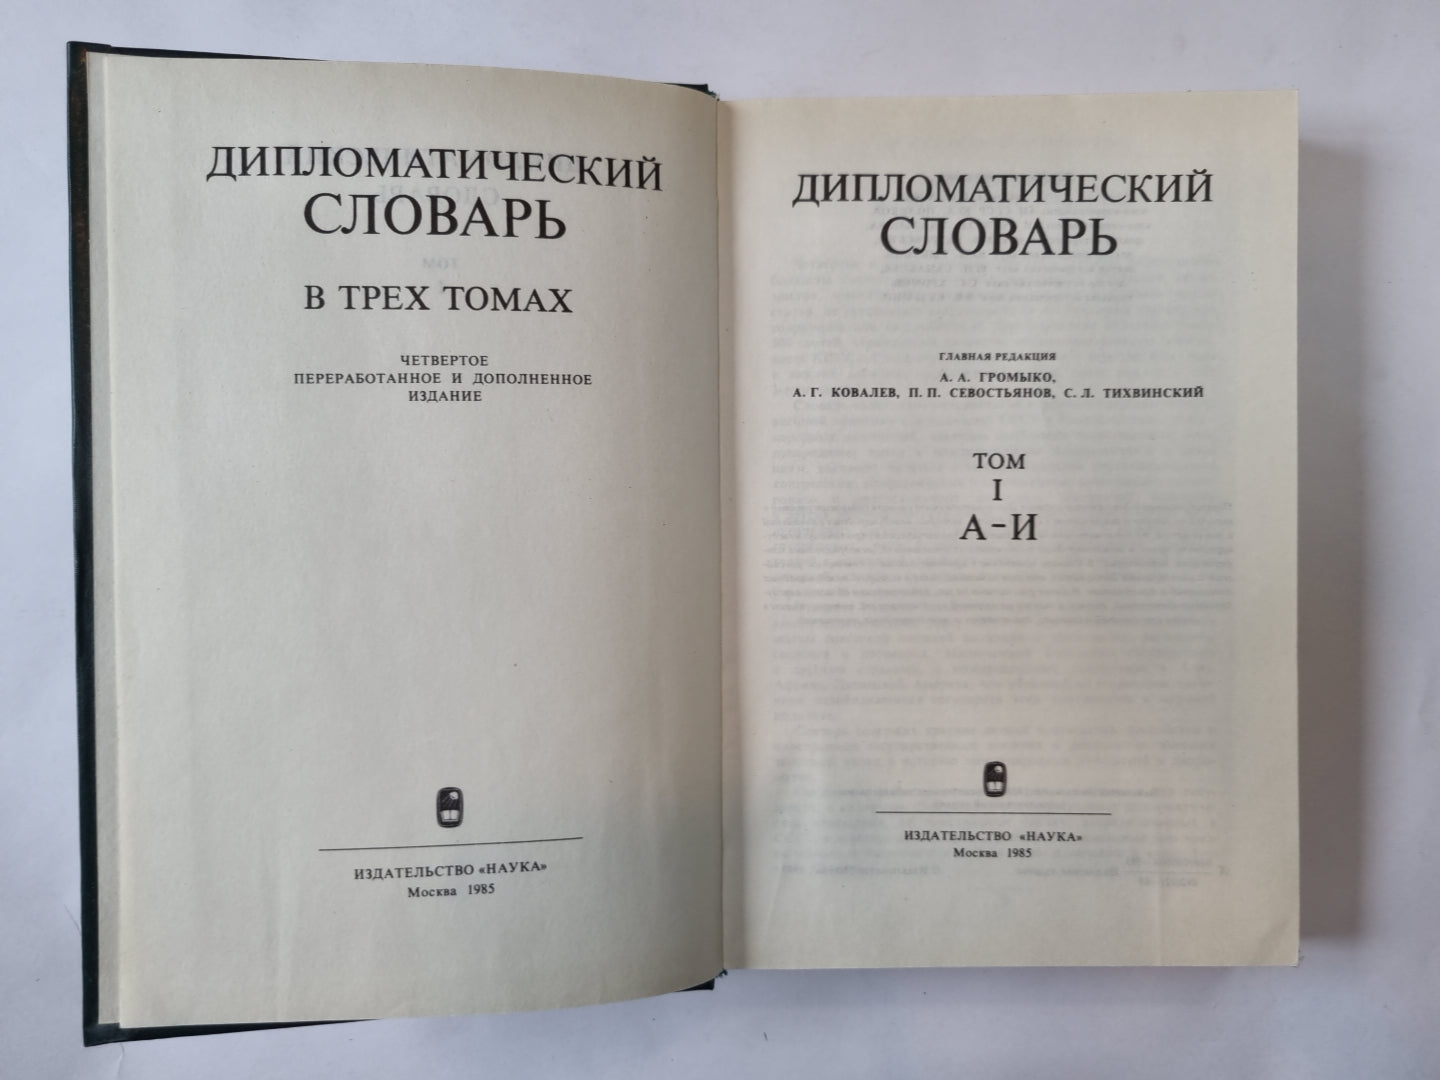 ДИПЛОМАТИЧЕСКИЙ
СЛОВАРЬ
В ТРЕХ ТОМАХ
ЧЕТВЕРТОЕ
ПЕРЕРАБОТАННОЕ И ДОПОЛНЕННОЕ
ИЗДАНИЕ
ИЗДАТЕЛЬСТВО «НАУКА»
Москва 1985
ДИПЛОМАТИЧЕСКИЙ
СЛОВАРЬ
ГЛАВНАЯ РЕДАКЦИЯ
А. А. ГРОМЫКО,
А. Г. КОВАЛЕВ, П. П. СЕВОСТЬЯНОВ, С. Л. ТИХВИНСКИЙ
ТОМ
I
А–И
ИЗДАТЕЛЬСТВО «НАУКА»
Москва 1985